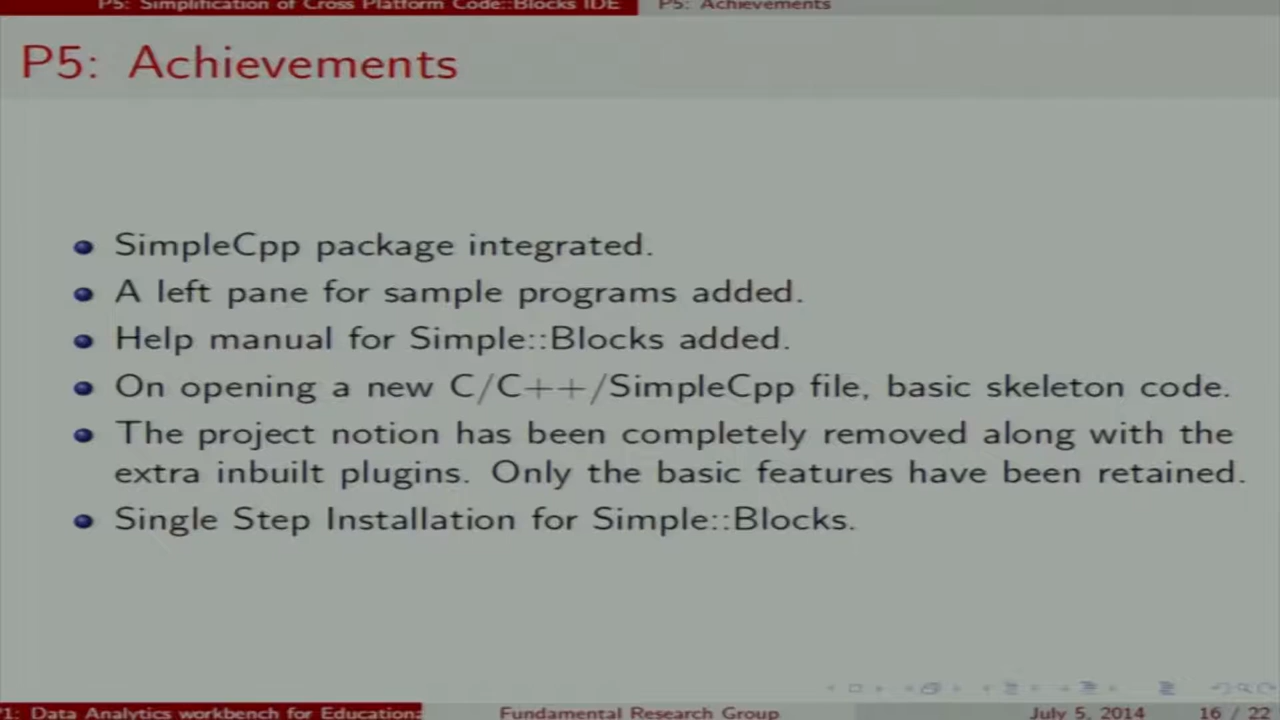 P5: Simplification of Cross Platform Code::Blocks IDE P5: Achievements
P5: Achievements
SimpleCpp package integrated.
A left pane for sample programs added.
Help manual for Simple::Blocks added.
On opening a new C/C++/SimpleCpp file, basic skeleton code.
The project notion has been completely removed along with the
extra inbuilt plugins. Only the basic features have been retained.
Single Step Installation for Simple::Blocks.
P1: Data Analytics workbench for Education: Fundamental Research Group July 5, 2014 16 / 22